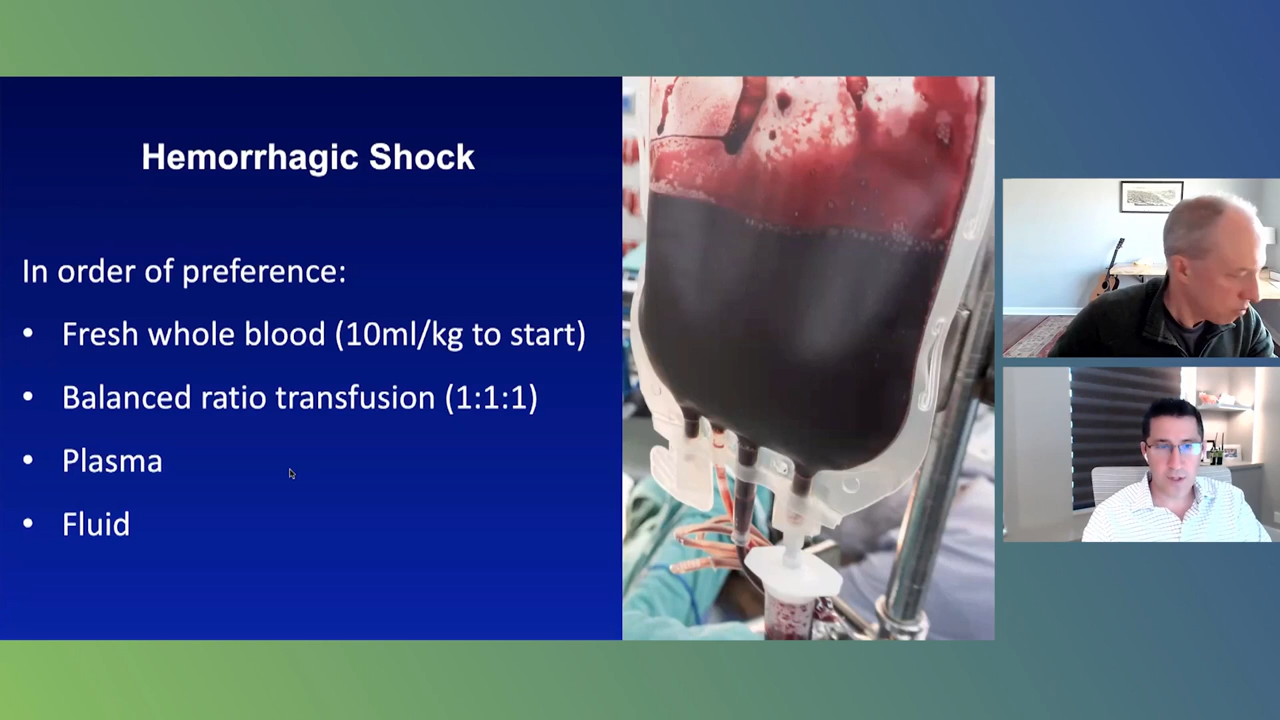 Hemorrhagic Shock
In order of preference:
• Fresh whole blood (10ml/kg to start)
• Balanced ratio transfusion (1:1:1)
• Plasma
• Fluid